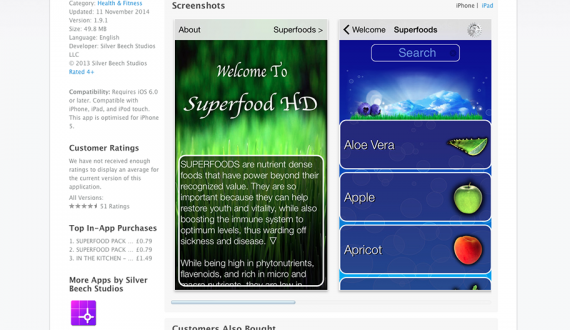 Category: Health & Fitness
Updated: 11 November 2014
Version: 1.9.1
Size: 49.8 MB
Language: English
Developer: Silver Beech Studios
LLC
© 2013 Silver Beech Studios
Rated 4+
Compatibility: Requires iOS 6.0
or later. Compatible with
iPhone, iPad, and iPod touch.
This app is optimised for iPhone
5.
Customer Ratings
We have not received enough
ratings to display an average for
the current version of this
application.
All Versions:
51 Ratings
Top In-App Purchases
1. SUPERFOOD PACK ... £0.79
2. SUPERFOOD PACK ... £0.79
3. IN THE KITCHEN - ... £1.49
More Apps by Silver
Beech Studios
Screenshots
iPhone | iPad
About Superfoods >
Welcome To
Superfood HD
SUPERFOODS are nutrient dense
foods that have power beyond their
recognized value. They are so
important because they can help
restore youth and vitality, while also
boosting the immune system to
optimum levels, thus warding off
sickness and disease. ▽
While being high in phytonutrients,
flavenoids, and rich in micro and
macro nutrients, they are low in
Welcome Superfoods
Search
Aloe Vera
Apple
Apricot
Customers Also Bought